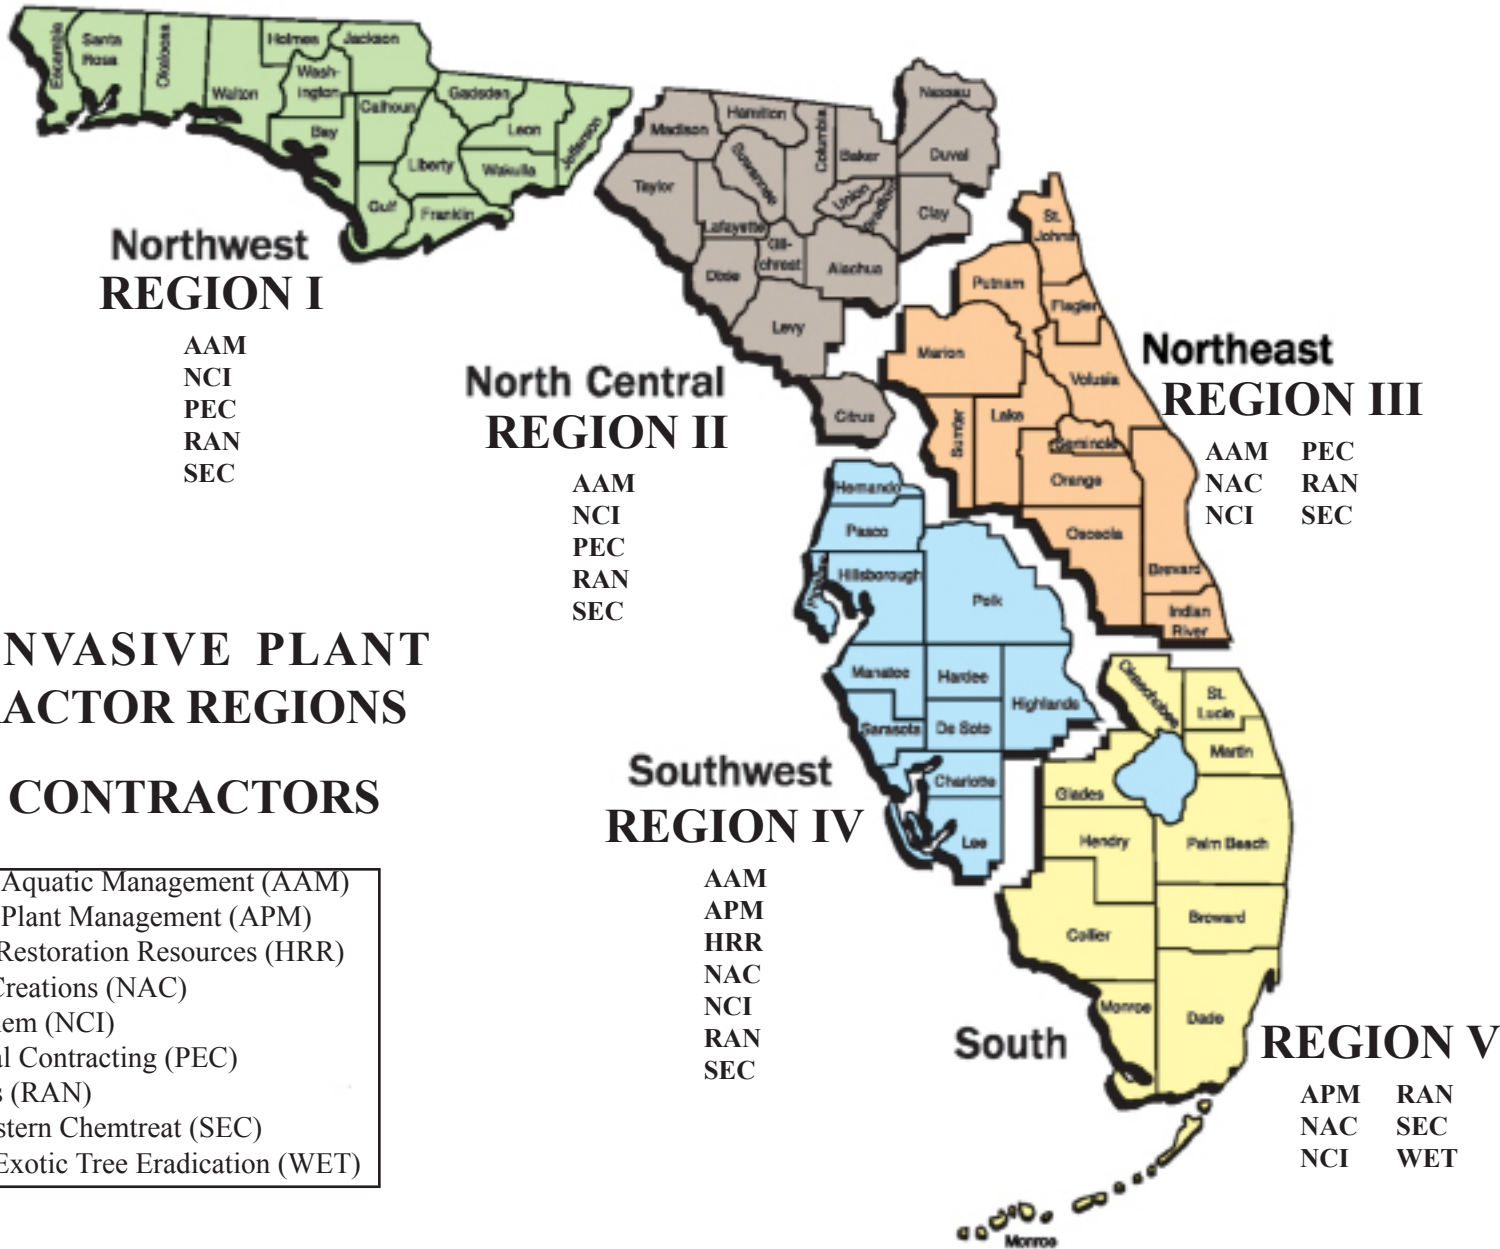 Escambia
Santa
Rosa
Okaloosa
Walton
Holmes
Jackson
Wash-
ington
Bay
Calhoun
Gulf
Liberty
Gadsden
Franklin
Leon
Wakulla
Jefferson
Northwest
REGION I
AAM
NCI
PEC
RAN
SEC
Madison
Hamilton
Taylor
Suwannee
Columbia
Baker
Nassau
Duval
Union
Bradford
Clay
Lafayette
Gil-
christ
Dixie
Alachua
Levy
Citrus
North Central
REGION II
AAM
NCI
PEC
RAN
SEC
St.
Johns
Putnam
Flagler
Marion
Volusia
Sumter
Lake
Seminole
Orange
Osceola
Brevard
Indian
River
Northeast
REGION III
AAM PEC
NAC RAN
NCI SEC
Hernando
Pasco
Pinellas
Hillsborough
Polk
Manatee
Hardee
Highlands
Sarasota
De Soto
Charlotte
Lee
Southwest
REGION IV
AAM
APM
HRR
NAC
NCI
RAN
SEC
Okeechobee
St.
Lucie
Martin
Glades
Hendry
Palm Beach
Collier
Broward
Monroe
Dade
Monroe
South
REGION V
APM RAN
NAC SEC
NCI WET
NVASIVE PLANT
ACTOR REGIONS
CONTRACTORS
Aquatic Management (AAM)
Plant Management (APM)
Restoration Resources (HRR)
Creations (NAC)
em (NCI)
al Contracting (PEC)
s (RAN)
stern Chemtreat (SEC)
Exotic Tree Eradication (WET)